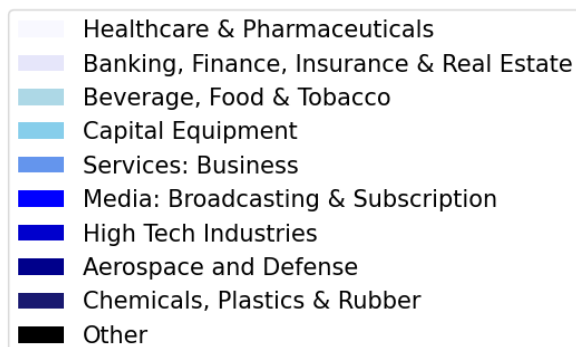 Healthcare & Pharmaceuticals
Banking, Finance, Insurance & Real Estate
Beverage, Food & Tobacco
Capital Equipment
Services: Business
Media: Broadcasting & Subscription
High Tech Industries
Aerospace and Defense
Chemicals, Plastics & Rubber
Other